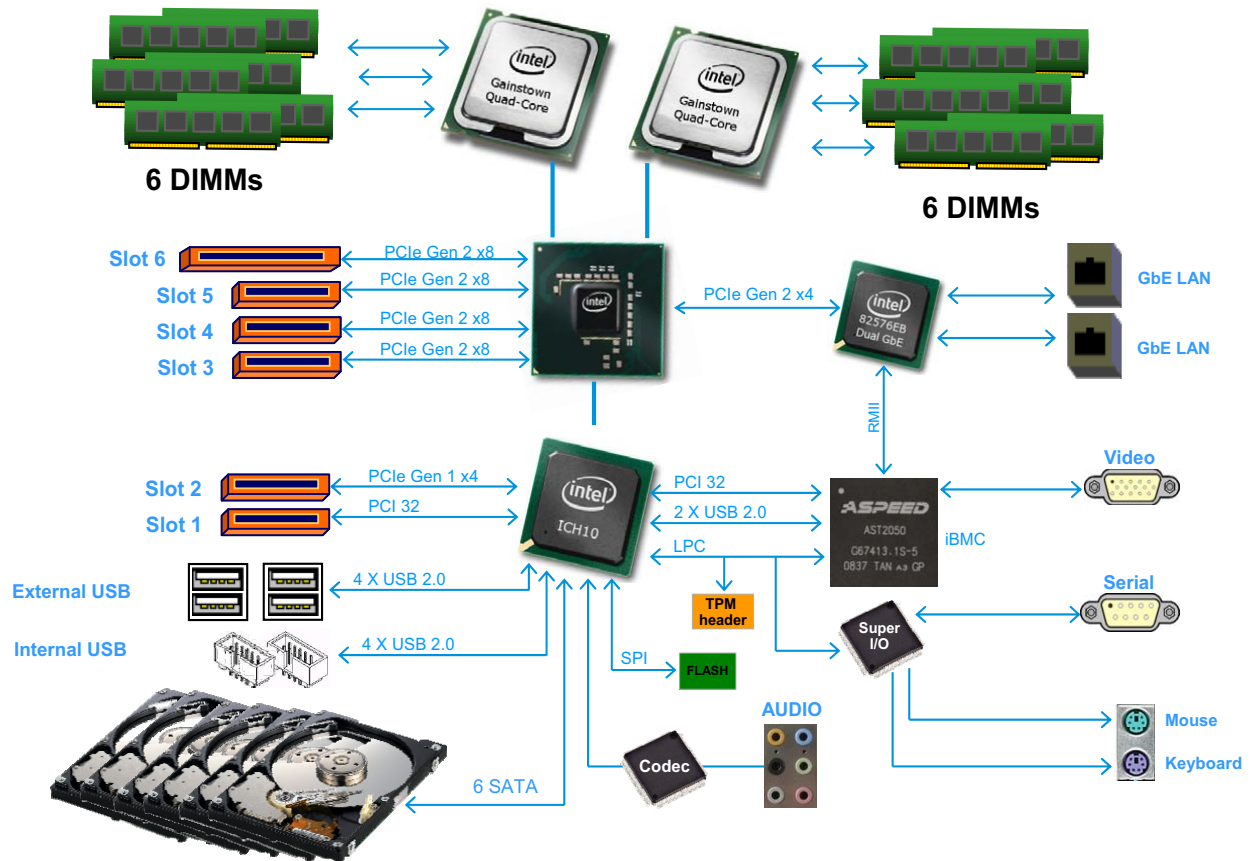 intel
Gainstown
Quad-Core
intel
Gainstown
Quad-Core
6 DIMMs
6 DIMMs
Slot 6
PCIe Gen 2 x8
Slot 5
PCIe Gen 2 x8
Slot 4
PCIe Gen 2 x8
Slot 3
PCIe Gen 2 x8
intel
PCIe Gen 2 x4
intel
82576EB
Dual GbE
GbE LAN
GbE LAN
RMII
Slot 2
PCIe Gen 1 x4
Slot 1
PCI 32
intel
ICH10
PCI 32
2 X USB 2.0
LPC
ASPEED
AST2050
G67413.1S-5
0837 TAN A3 GP
iBMC
Video
Serial
External USB
4 X USB 2.0
Internal USB
4 X USB 2.0
TPM
header
Super
I/O
SPI
FLASH
AUDIO
Codec
6 SATA
Mouse
Keyboard